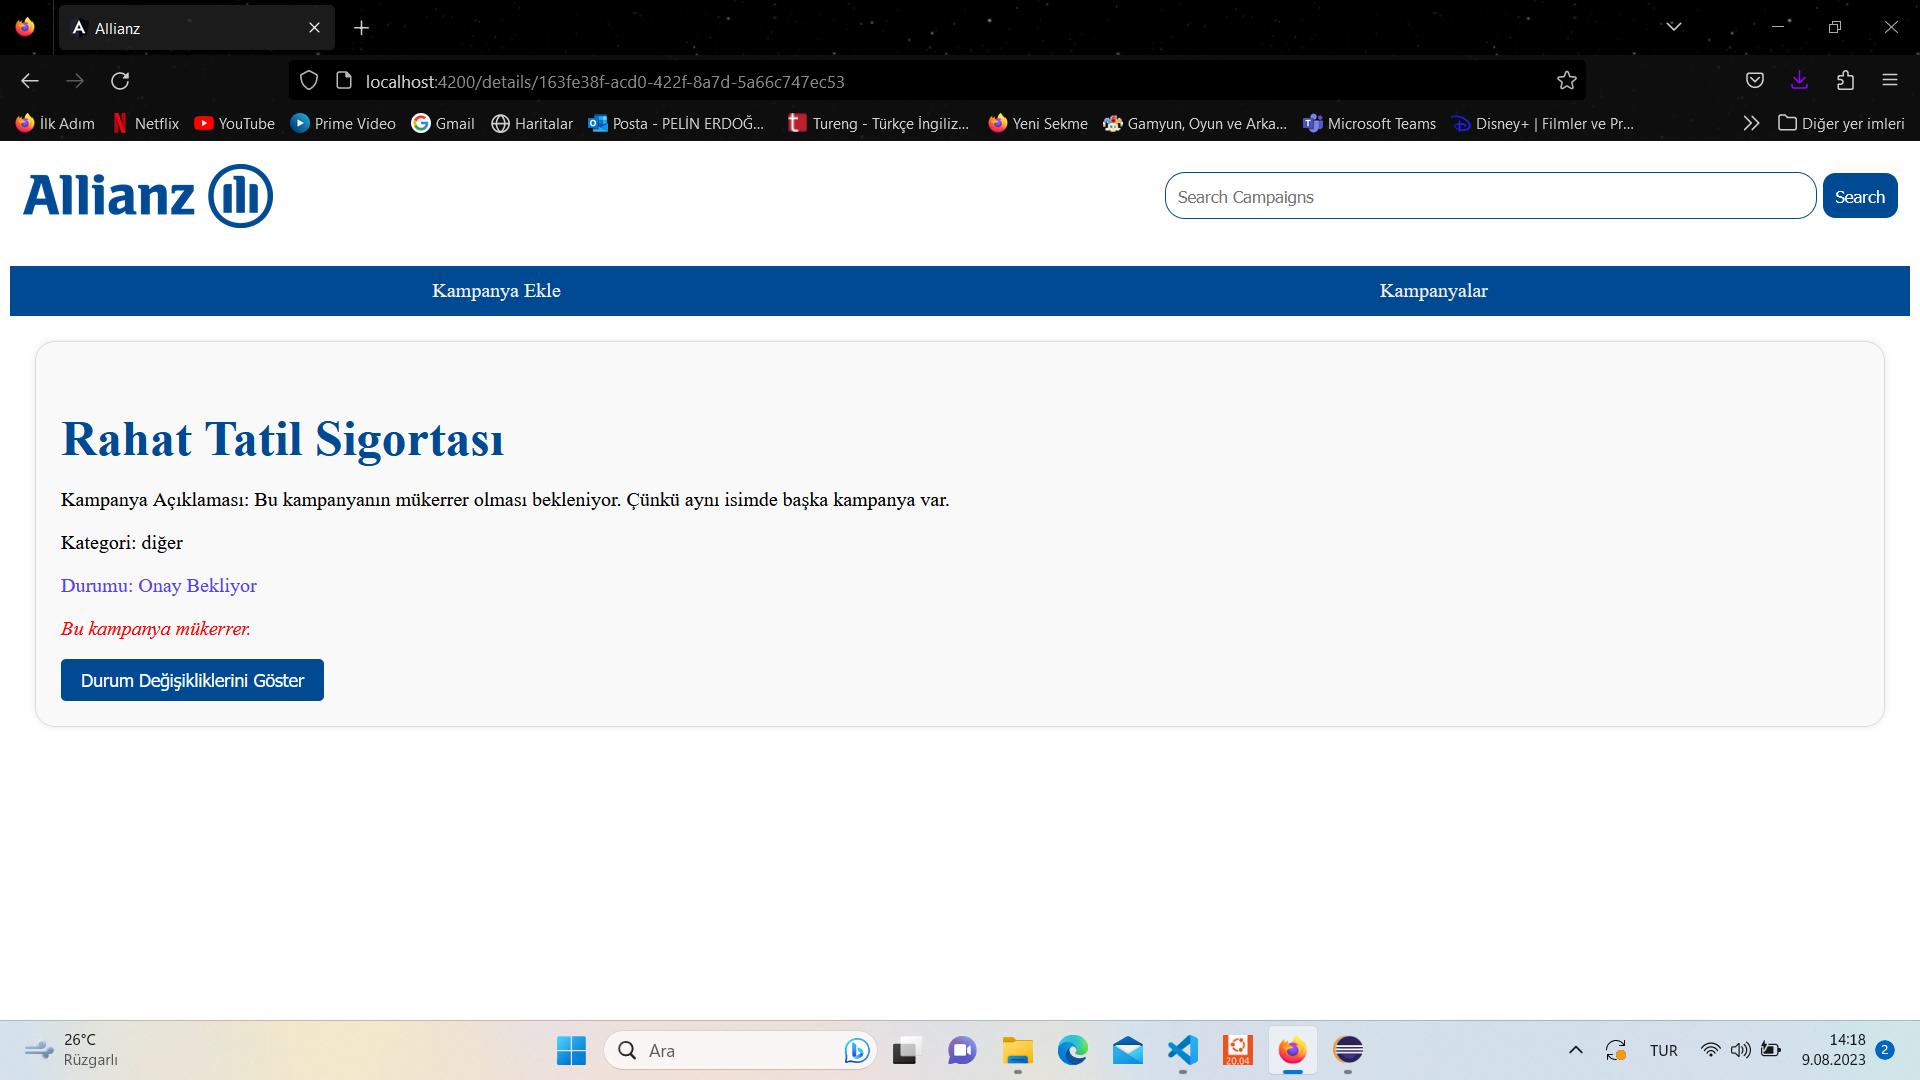 Allianz
localhost:4200/details/163fe38f-acd0-422f-8a7d-5a66c747ec53
İlk Adım
Netflix
YouTube
Prime Video
Gmail
Haritalar
Posta - PELİN ERDOĞ...
Tureng - Türkçe İngiliz...
Yeni Sekme
Gamyun, Oyun ve Arka...
Microsoft Teams
Disney+ | Filmler ve Pr...
Diğer yer imleri
Allianz
Search Campaigns
Search
Kampanya Ekle
Kampanyalar
Rahat Tatil Sigortası
Kampanya Açıklaması: Bu kampanyanın mükerrer olması bekleniyor. Çünkü aynı isimde başka kampanya var.
Kategori: diğer
Durumu: Onay Bekliyor
Bu kampanya mükerrer.
Durum Değişikliklerini Göster
26°C
Rüzgarlı
Ara
20.04
TUR
14:18
9.08.2023
2